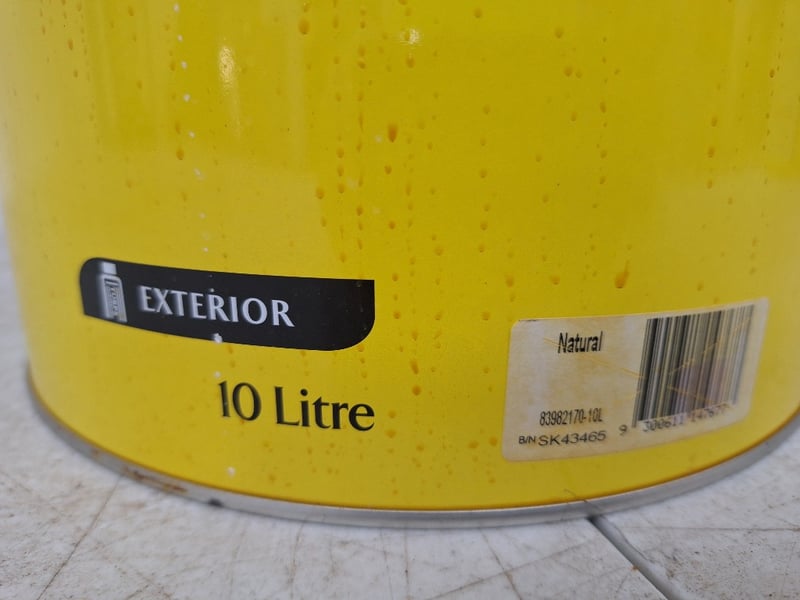 EXTERIOR
10 Litre
Natural
83982170-10L
B/N SK43465